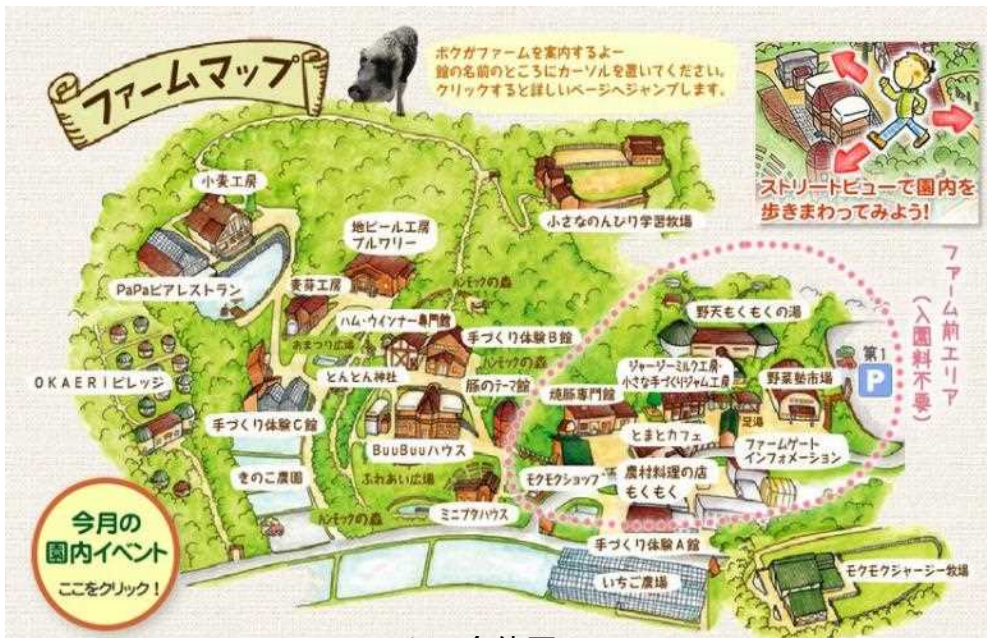 ファームマップ
ボクがファームを案内するよー
館の名前のところにカーソルを置いてください。
クリックすると詳しいページへジャンプします。
ストリートビューで園内を
歩きまわってみよう!
小麦工房
地ビール工房
ブルワリー
小さなのんびり学習牧場
PaPaビアレストラン
麦芽工房
ハンモックの森
ハム・ウインナー専門館
おまつり広場
手づくり体験B館
ハンモックの森
とんとん神社
豚のテーマ館
OKAERiビレッジ
手づくり体験C館
BuuBuuハウス
きのこ農園
ふれあい広場
ハンモックの森
ミニブタハウス
ファーム前エリア
(入園料不要)
野天もくもくの湯
第1
P
ジャージーミルク工房・
小さな手づくりジャム工房
野菜塾市場
焼豚専門館
足湯
とまとカフェ
ファームゲート
インフォメーション
モクモクショップ
農村料理の店
もくもく
手づくり体験A館
いちご農場
モクモクジャージー牧場
今月の
園内イベント
ここをクリック!